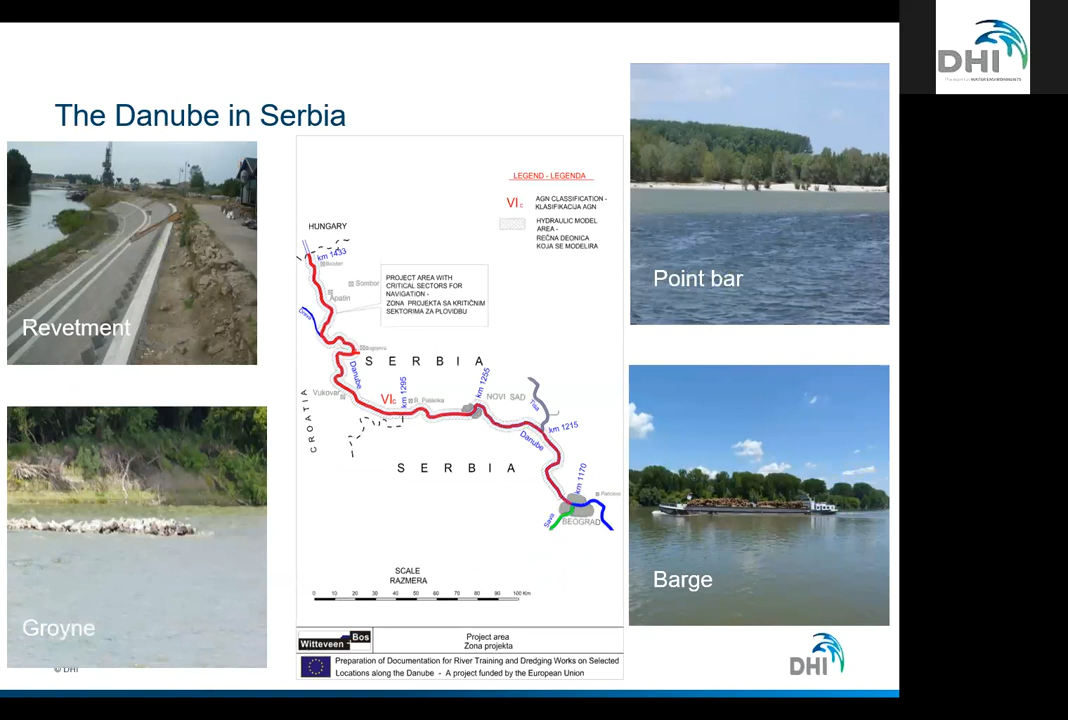 The Danube in Serbia
Revetment
Groyne
© DHI
LEGEND - LEGENDA
VI c
AGN CLASSIFICATION -
KLASIFIKACIJA AGN
HYDRAULIC MODEL
AREA -
REČNA DEONICA
KOJA SE MODELIRA
HUNGARY
km 1433
Sombor
Apatin
PROJECT AREA WITH
CRITICAL SECTORS FOR
NAVIGATION -
ZONA PROJEKTA SA KRITIČNIM
SEKTORIMA ZA PLOVIDBU
Drava
SERBIA
Danube
Vukovar
VIc
km 1295
B. Palanka
km 1255
NOVI SAD
Tisa
km 1215
Danube
CROATIA
SERBIA
km 1170
Pancevo
Sava
BEOGRAD
SCALE
RAZMERA
0 10 20 30 40 50 60 70 80 90 100 Km
Witteveen Bos
Project area
Zona projekta
Preparation of Documentation for River Training and Dredging Works on Selected
Locations along the Danube - A project funded by the European Union
Point bar
Barge
DHI
DHI